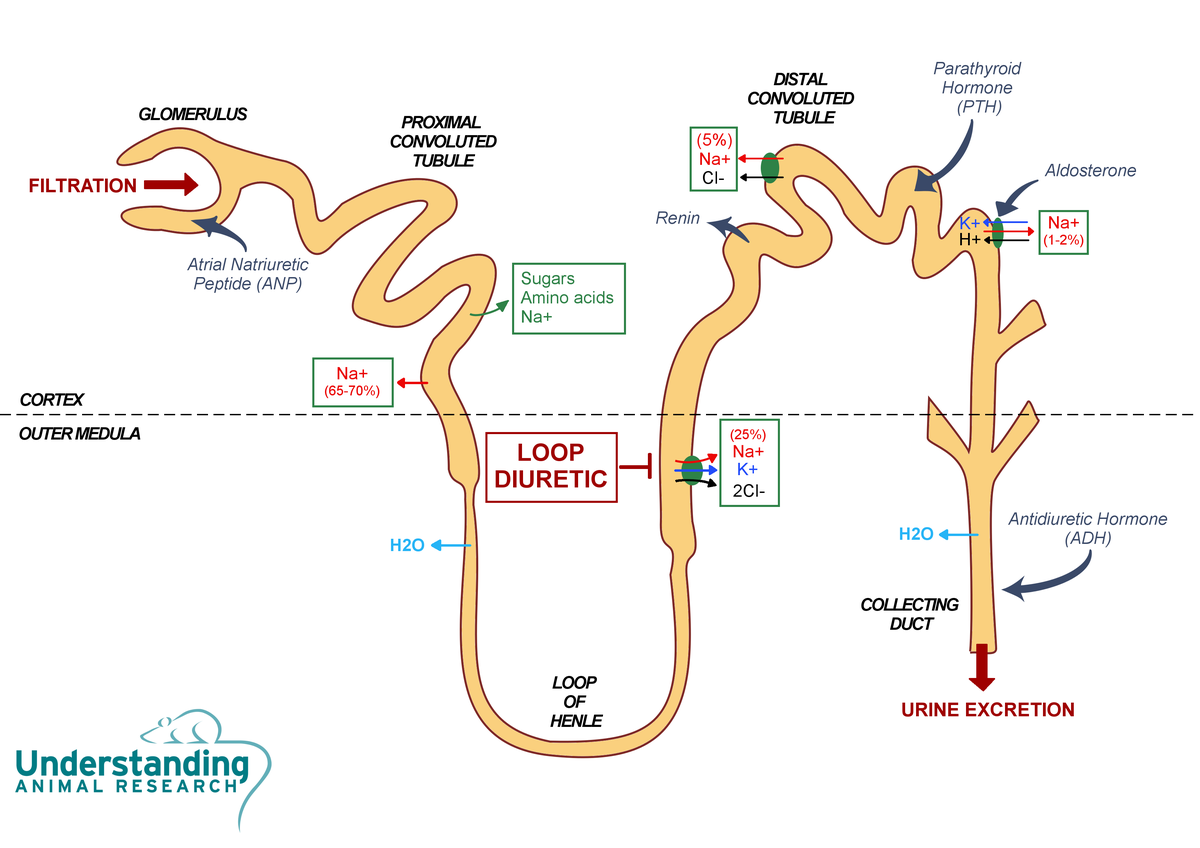 GLOMERULUS
FILTRATION
Atrial Natriuretic
Peptide (ANP)
PROXIMAL
CONVOLUTED
TUBULE
Sugars
Amino acids
Na+
Na+
(65-70%)
CORTEX
OUTER MEDULA
LOOP
DIURETIC
H2O
LOOP
OF
HENLE
(25%)
Na+
K+
2Cl-
Renin
DISTAL
CONVOLUTED
TUBULE
(5%)
Na+
Cl-
Parathyroid
Hormone
(PTH)
Aldosterone
K+
H+
Na+
(1-2%)
H2O
Antidiuretic Hormone
(ADH)
COLLECTING
DUCT
URINE EXCRETION
Understanding
ANIMAL RESEARCH